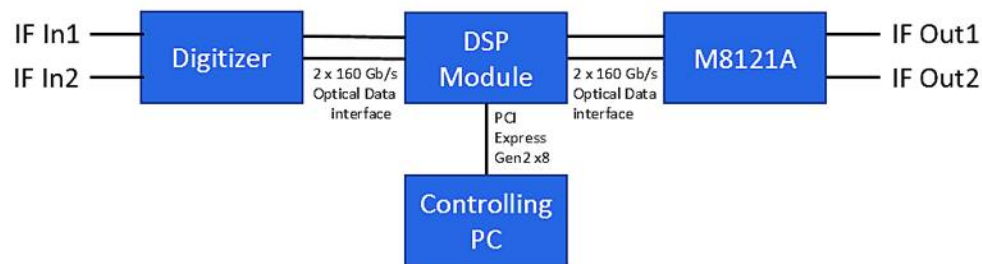 IF In1
IF In2
Digitizer
2 x 160 Gb/s
Optical Data
interface
DSP
Module
2 x 160 Gb/s
Optical Data
interface
M8121A
IF Out1
IF Out2
PCI
Express
Gen2 x8
Controlling
PC